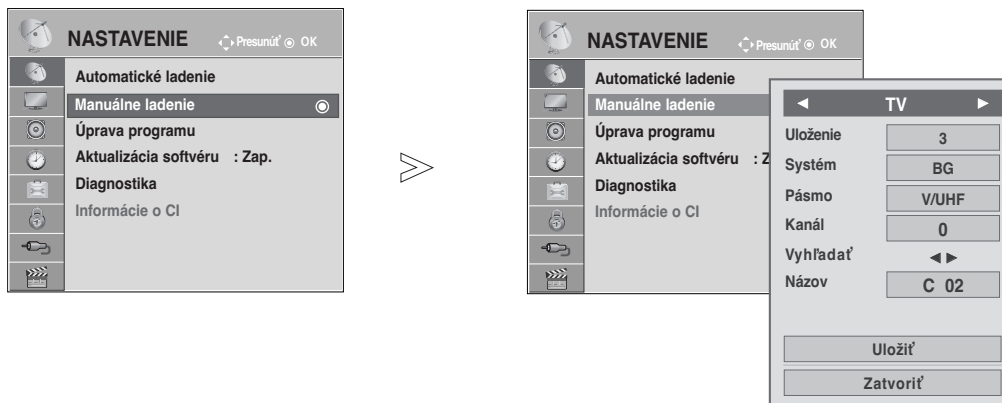 NASTAVENIE Presunúť OK
Automatické ladenie
Manuálne ladenie
Úprava programu
Aktualizácia softvéru : Zap.
Diagnostika
Informácie o CI
NASTAVENIE Presunúť OK
Automatické ladenie
Manuálne ladenie
Úprava programu
Aktualizácia softvéru : Z
Diagnostika
Informácie o CI
◄ TV ►
Uloženie 3
Systém BG
Pásmo V/UHF
Kanál 0
Vyhľadať ◄ ►
Názov C 02
Uložiť
Zatvoriť